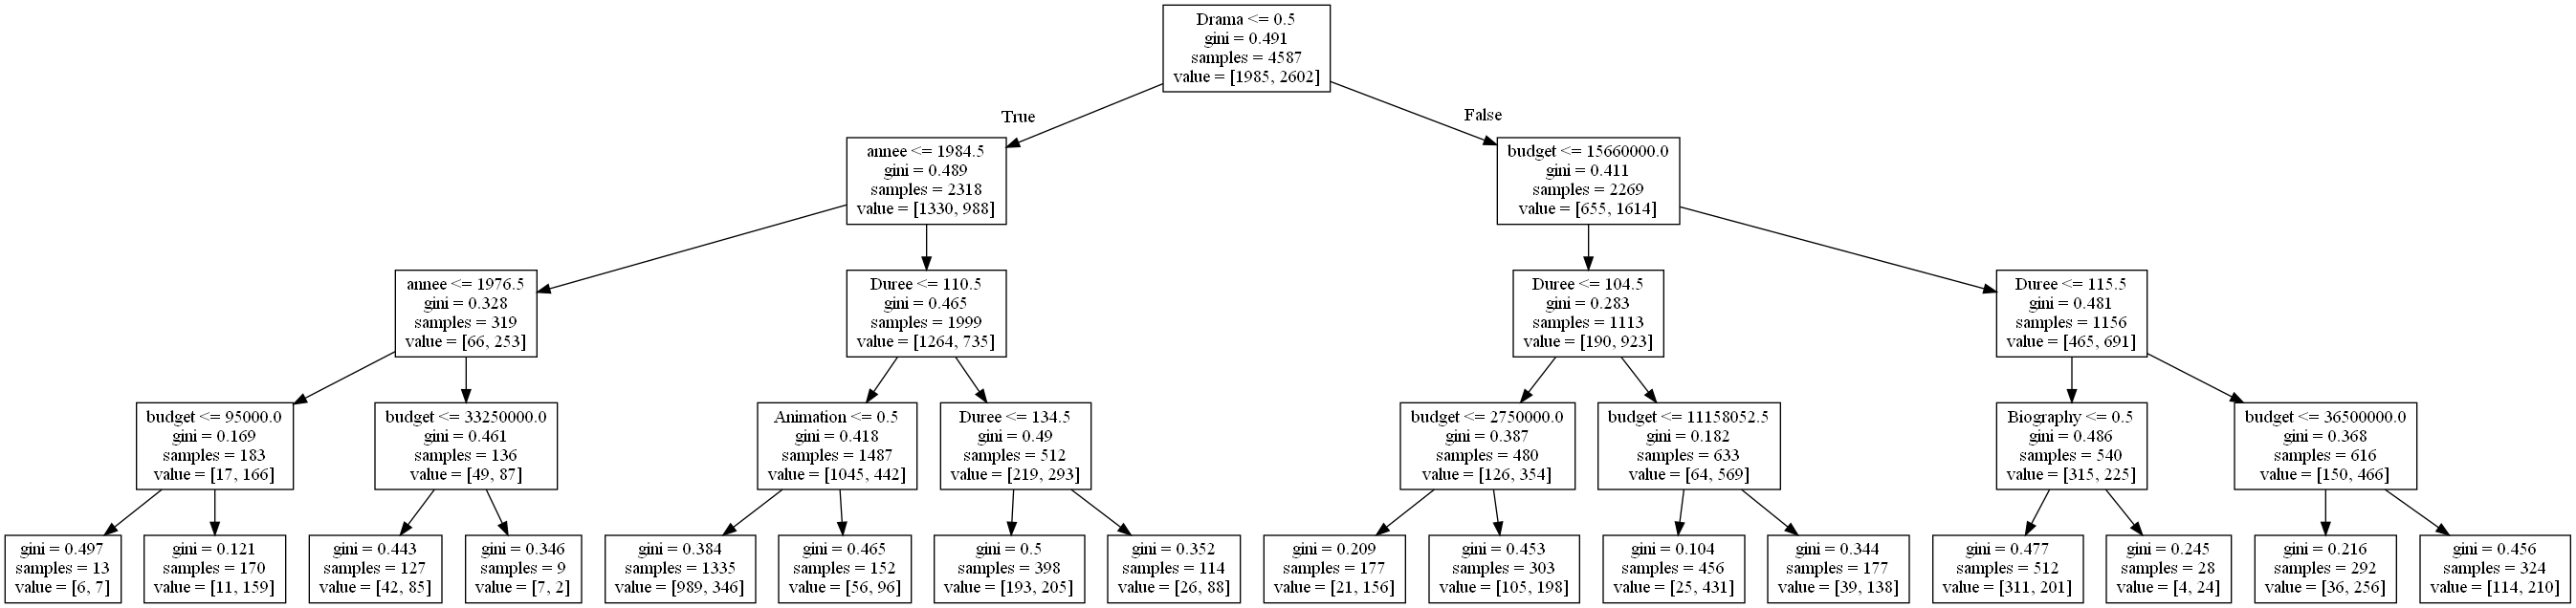 Drama <= 0.5
gini = 0.491
samples = 4587
value = [1985, 2602]
True
False
annee <= 1984.5
gini = 0.489
samples = 2318
value = [1330, 988]
budget <= 15660000.0
gini = 0.411
samples = 2269
value = [655, 1614]
annee <= 1976.5
gini = 0.328
samples = 319
value = [66, 253]
Duree <= 110.5
gini = 0.465
samples = 1999
value = [1264, 735]
Duree <= 104.5
gini = 0.283
samples = 1113
value = [190, 923]
Duree <= 115.5
gini = 0.481
samples = 1156
value = [465, 691]
budget <= 95000.0
gini = 0.169
samples = 183
value = [17, 166]
budget <= 33250000.0
gini = 0.461
samples = 136
value = [49, 87]
Animation <= 0.5
gini = 0.418
samples = 1487
value = [1045, 442]
Duree <= 134.5
gini = 0.49
samples = 512
value = [219, 293]
budget <= 2750000.0
gini = 0.387
samples = 480
value = [126, 354]
budget <= 11158052.5
gini = 0.182
samples = 633
value = [64, 569]
Biography <= 0.5
gini = 0.486
samples = 540
value = [315, 225]
budget <= 36500000.0
gini = 0.368
samples = 616
value = [150, 466]
gini = 0.497
samples = 13
value = [6, 7]
gini = 0.121
samples = 170
value = [11, 159]
gini = 0.443
samples = 127
value = [42, 85]
gini = 0.346
samples = 9
value = [7, 2]
gini = 0.384
samples = 1335
value = [989, 346]
gini = 0.465
samples = 152
value = [56, 96]
gini = 0.5
samples = 398
value = [193, 205]
gini = 0.352
samples = 114
value = [26, 88]
gini = 0.209
samples = 177
value = [21, 156]
gini = 0.453
samples = 303
value = [105, 198]
gini = 0.104
samples = 456
value = [25, 431]
gini = 0.344
samples = 177
value = [39, 138]
gini = 0.477
samples = 512
value = [311, 201]
gini = 0.245
samples = 28
value = [4, 24]
gini = 0.216
samples = 292
value = [36, 256]
gini = 0.456
samples = 324
value = [114, 210]